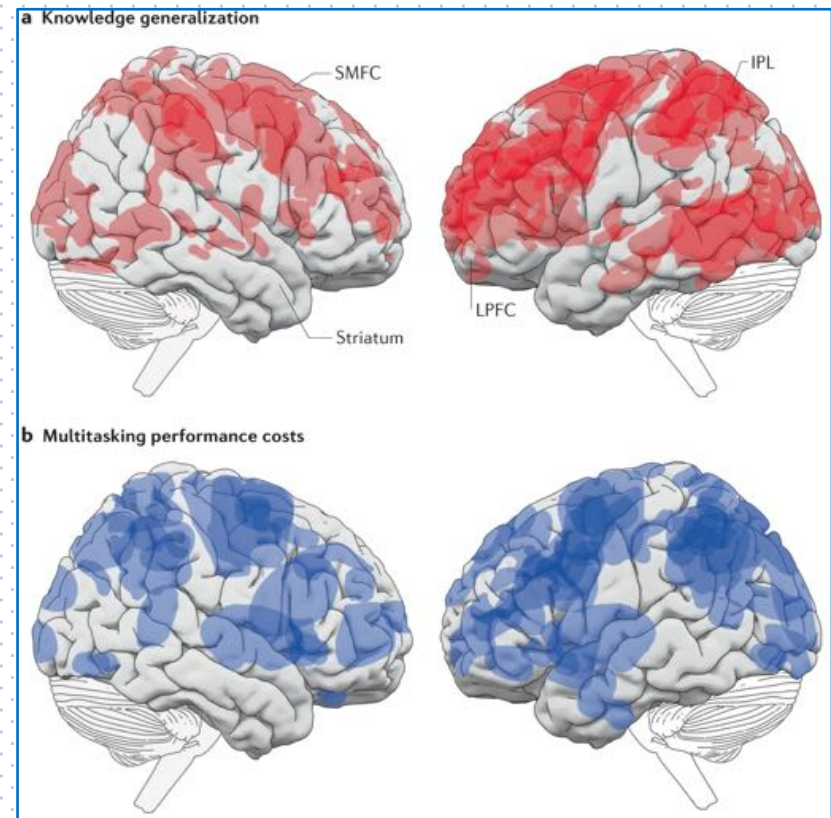 a Knowledge generalization
SMFC
IPL
LPFC
Striatum
b Multitasking performance costs